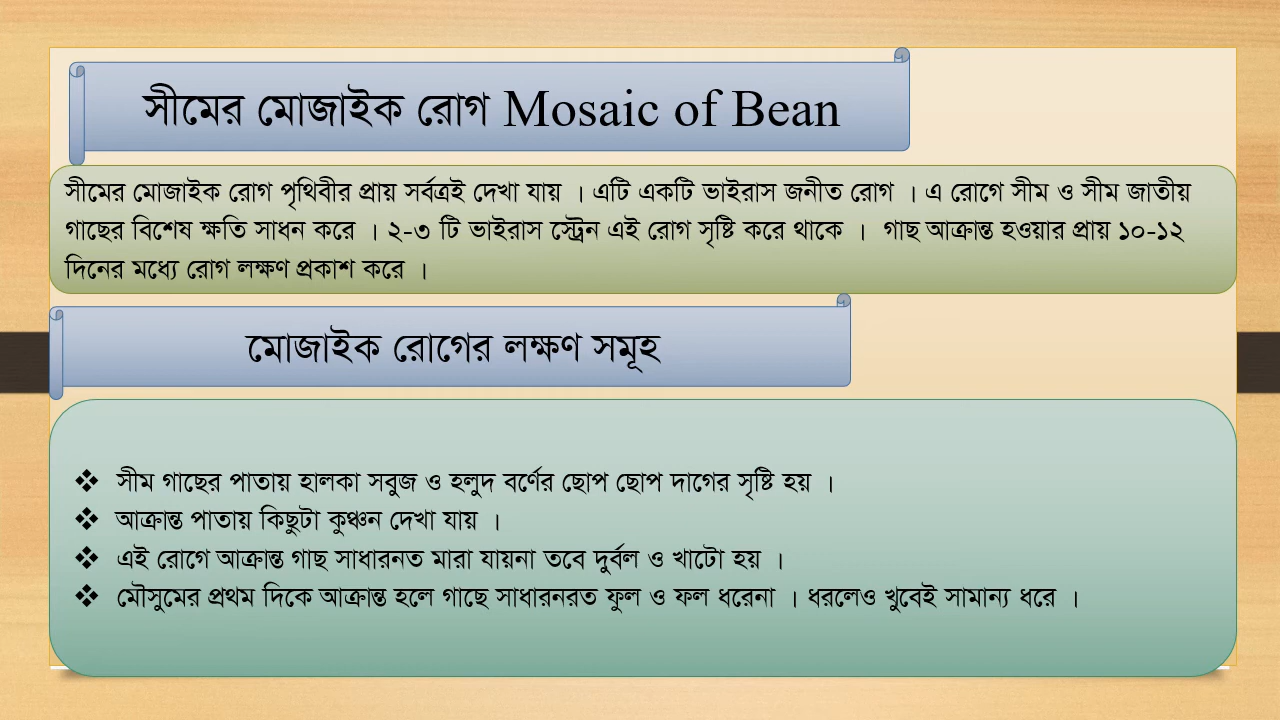 সীমের মোজাইক রোগ Mosaic of Bean
সীমের মোজাইক রোগ পৃথিবীর প্রায় সর্বত্রই দেখা যায় । এটি একটি ভাইরাস জনীত রোগ । এ রোগে সীম ও সীম জাতীয়
গাছের বিশেষ ক্ষতি সাধন করে । ২-৩ টি ভাইরাস স্ট্রেন এই রোগ সৃষ্টি করে থাকে । গাছ আক্রান্ত হওয়ার প্রায় ১০-১২
দিনের মধ্যে রোগ লক্ষণ প্রকাশ করে ।
মোজাইক রোগের লক্ষণ সমূহ
❖ সীম গাছের পাতায় হালকা সবুজ ও হলুদ বর্ণের ছোপ ছোপ দাগের সৃষ্টি হয় ।
❖ আক্রান্ত পাতায় কিছুটা কুঞ্চন দেখা যায় ।
❖ এই রোগে আক্রান্ত গাছ সাধারনত মারা যায়না তবে দুর্বল ও খাটো হয় ।
❖ মৌসুমের প্রথম দিকে আক্রান্ত হলে গাছে সাধারনরত ফুল ও ফল ধরেনা । ধরলেও খুবেই সামান্য ধরে ।